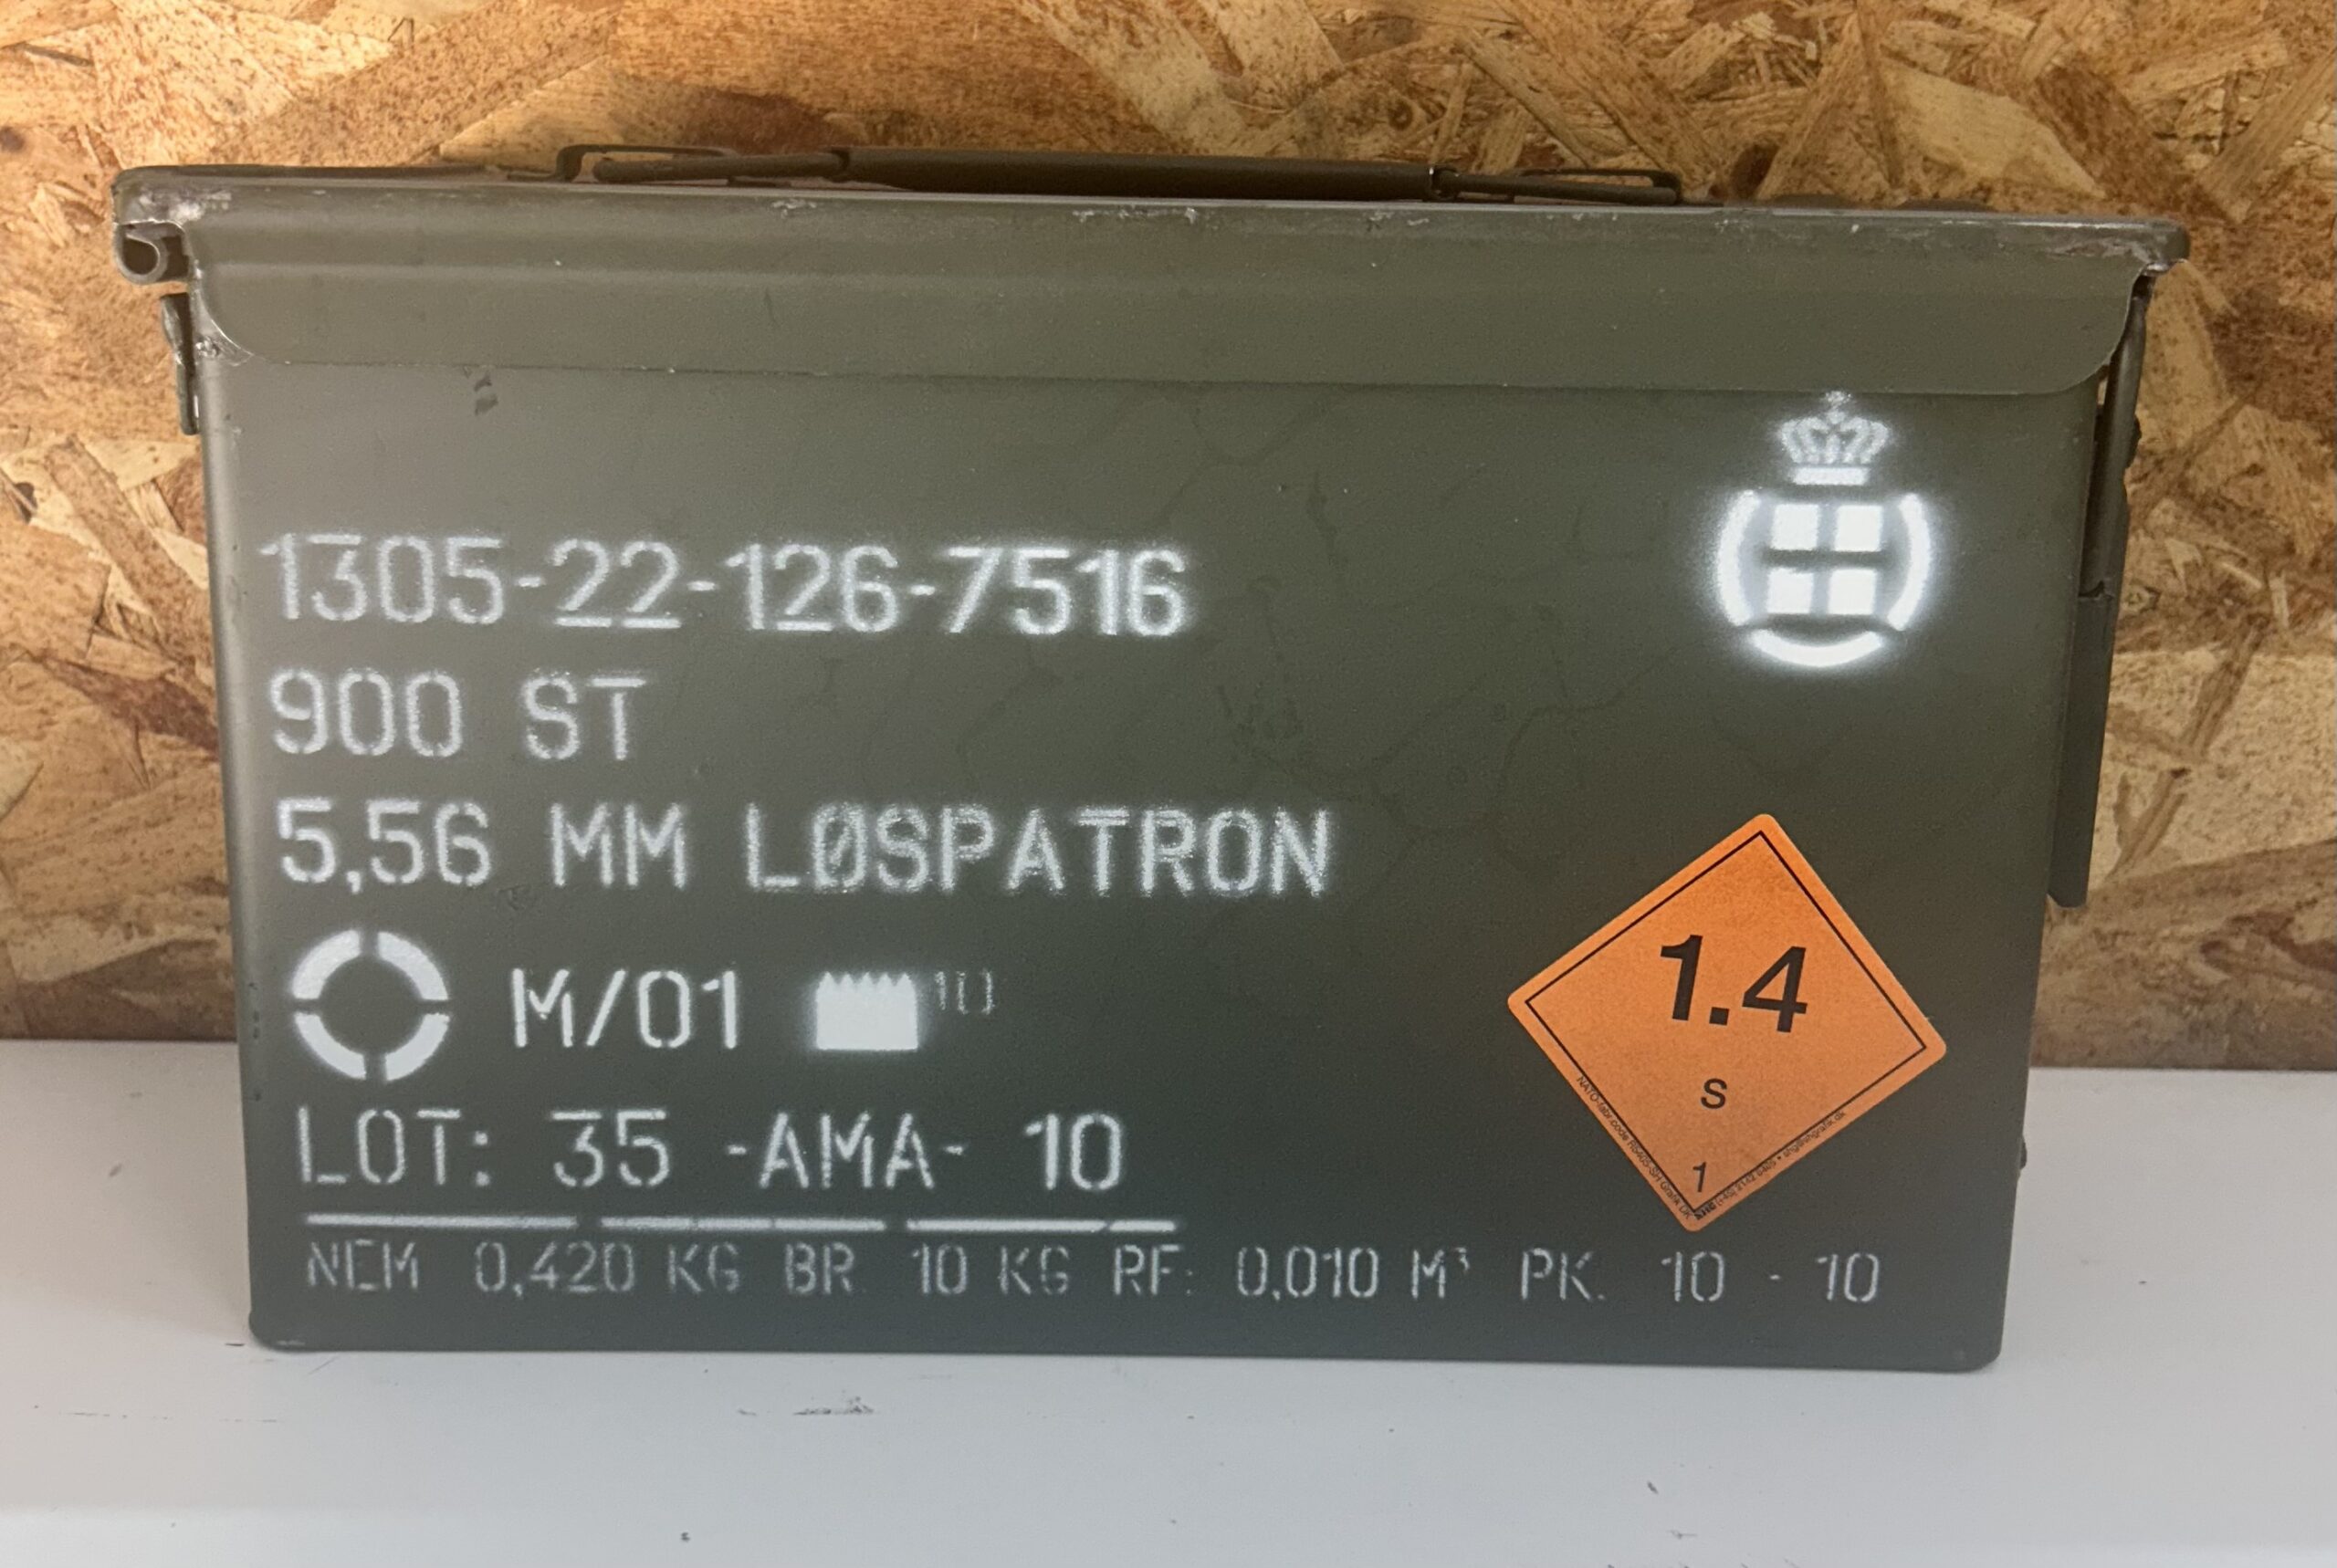 1305-22-126-7516
900 ST
5,56 MM LØSPATRON
M/01 10
LOT: 35 -AMA- 10
NEM 0,420 KG BR. 10 KG RF: 0,010 M³ PK. 10 - 10
1.4
S
1